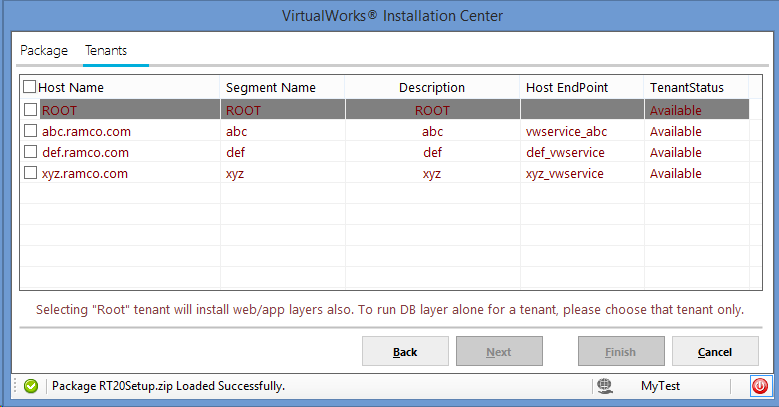 VirtualWorks® Installation Center
Package Tenants
Host Name Segment Name Description Host EndPoint TenantStatus
ROOT ROOT ROOT Available
abc.ramco.com abc abc vwservice_abc Available
def.ramco.com def def def_vwservice Available
xyz.ramco.com xyz xyz xyz_vwservice Available
Selecting "Root" tenant will install web/app layers also. To run DB layer alone for a tenant, please choose that tenant only.
Back Next Finish Cancel
Package RT20Setup.zip Loaded Successfully. MyTest